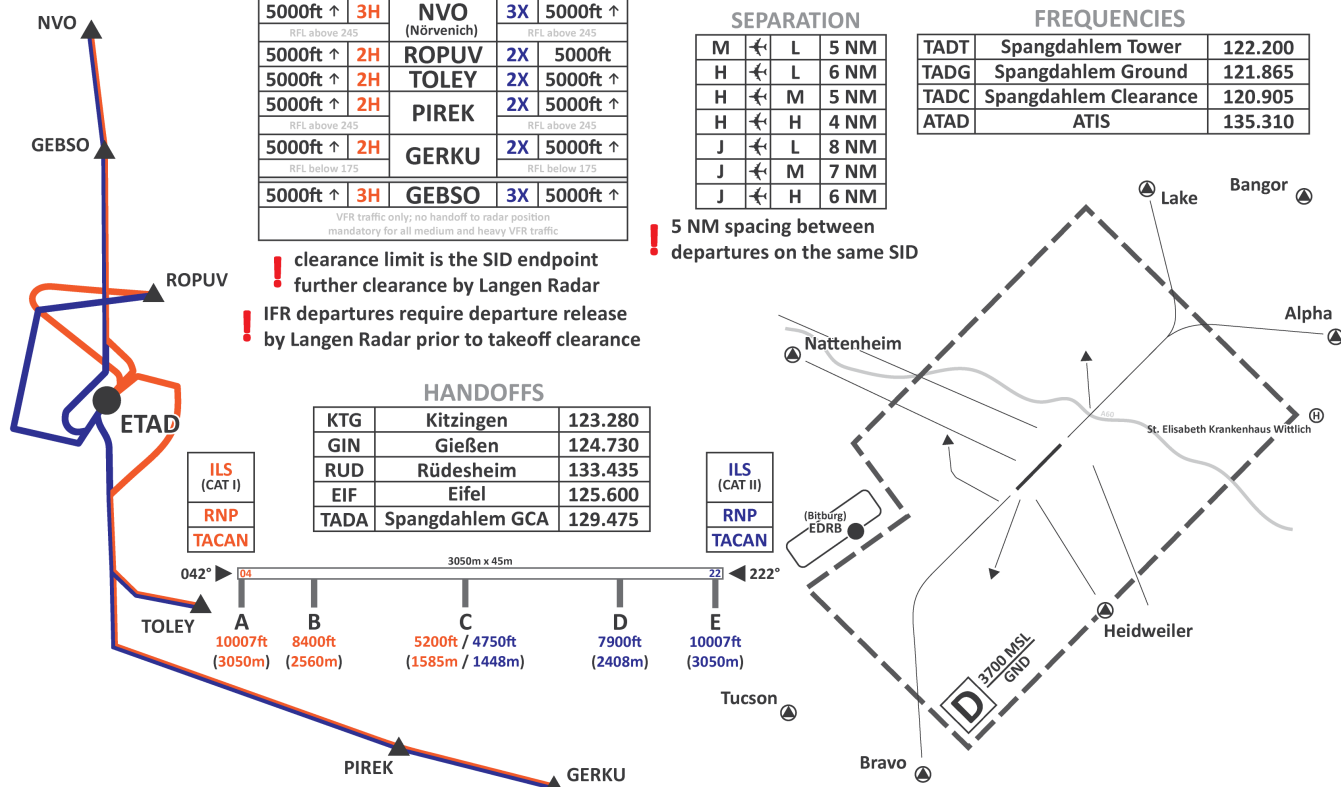 NVO
GEBSO
ROPUV
ETAD
TOLEY
PIREK
GERKU
5000ft ↑ 3H NVO 3X 5000ft ↑
(Nörvenich)
RFL above 245 RFL above 245
5000ft ↑ 2H ROPUV 2X 5000ft
5000ft ↑ 2H TOLEY 2X 5000ft ↑
5000ft ↑ 2H PIREK 2X 5000ft ↑
RFL above 245 RFL above 245
5000ft ↑ 2H GERKU 2X 5000ft ↑
RFL below 175 RFL below 175
5000ft ↑ 3H GEBSO 3X 5000ft ↑
VFR traffic only; no handoff to radar position
mandatory for all medium and heavy VFR traffic
! clearance limit is the SID endpoint
further clearance by Langen Radar
! IFR departures require departure release
by Langen Radar prior to takeoff clearance
SEPARATION
M L 5 NM
H L 6 NM
H M 5 NM
H H 4 NM
J L 8 NM
J M 7 NM
J H 6 NM
! 5 NM spacing between
departures on the same SID
FREQUENCIES
TADT Spangdahlem Tower 122.200
TADG Spangdahlem Ground 121.865
TADC Spangdahlem Clearance 120.905
ATAD ATIS 135.310
HANDOFFS
KTG Kitzingen 123.280
GIN Gießen 124.730
RUD Rüdesheim 133.435
EIF Eifel 125.600
TADA Spangdahlem GCA 129.475
ILS
(CAT I)
RNP
TACAN
ILS
(CAT II)
RNP
TACAN
3050m x 45m
042° 04 22 222°
A B C D E
10007ft 8400ft 5200ft / 4750ft 7900ft 10007ft
(3050m) (2560m) (1585m / 1448m) (2408m) (3050m)
Lake
Bangor
Alpha
Nattenheim
A60
H
St. Elisabeth Krankenhaus Wittlich
(Bitburg)
EDRB
Heidweiler
D 3700 MSL
GND
Tucson
Bravo